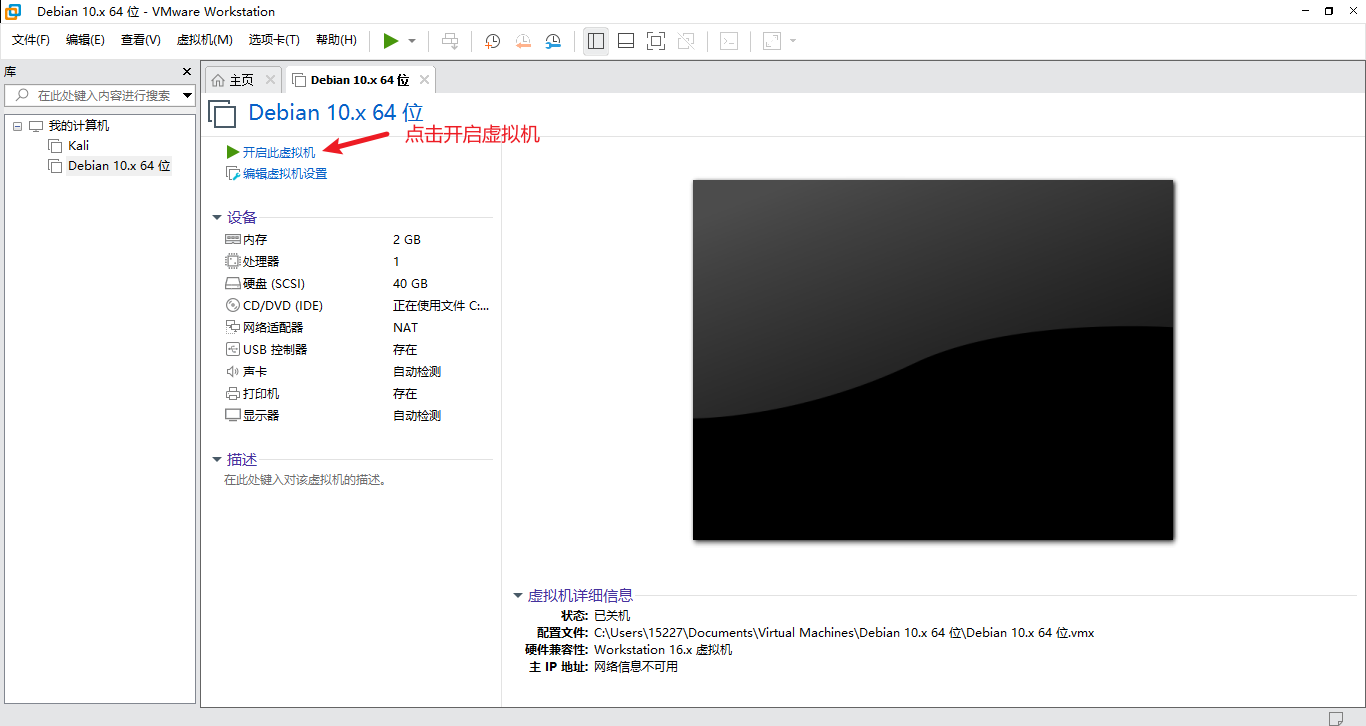 Debian 10.x 64 位 - VMware Workstation
文件(F) 编辑(E) 查看(V) 虚拟机(M) 选项卡(T) 帮助(H)
库
在此处键入内容进行搜索
我的计算机
Kali
Debian 10.x 64 位
主页 Debian 10.x 64 位
Debian 10.x 64 位
点击开启虚拟机
开启此虚拟机
编辑虚拟机设置
设备
内存 2 GB
处理器 1
硬盘 (SCSI) 40 GB
CD/DVD (IDE) 正在使用文件 C:...
网络适配器 NAT
USB 控制器 存在
声卡 自动检测
打印机 存在
显示器 自动检测
描述
在此处键入对该虚拟机的描述。
虚拟机详细信息
状态: 已关机
配置文件: C:\Users\15227\Documents\Virtual Machines\Debian 10.x 64 位\Debian 10.x 64 位.vmx
硬件兼容性: Workstation 16.x 虚拟机
主 IP 地址: 网络信息不可用